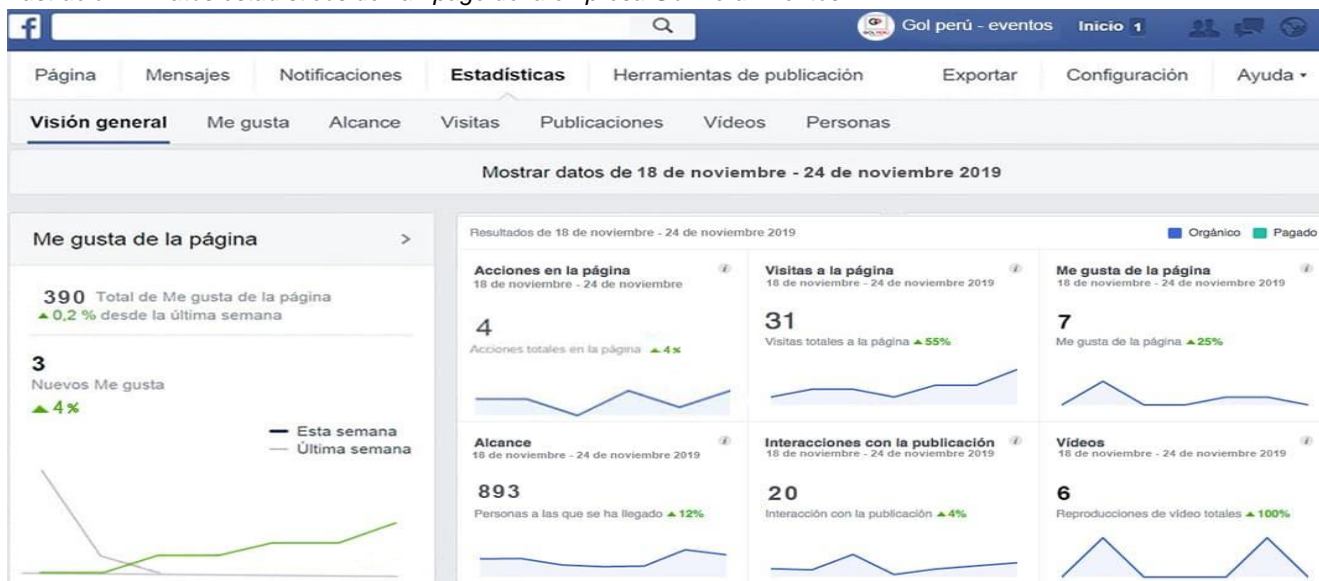 Gol perú - eventos Inicio 1
Página Mensajes Notificaciones Estadísticas Herramientas de publicación Exportar Configuración Ayuda
Visión general Me gusta Alcance Visitas Publicaciones Vídeos Personas
Mostrar datos de 18 de noviembre - 24 de noviembre 2019
Me gusta de la página >
390 Total de Me gusta de la página
▲ 0,2 % desde la última semana
3
Nuevos Me gusta
▲ 4%
Esta semana
Última semana
Resultados de 18 de noviembre - 24 de noviembre 2019
Orgánico Pagado
Acciones en la página
18 de noviembre - 24 de noviembre
4
Acciones totales en la página ▲ 4%
Visitas a la página
18 de noviembre - 24 de noviembre 2019
31
Visitas totales a la página ▲ 55%
Me gusta de la página
18 de noviembre - 24 de noviembre 2019
7
Me gusta de la página ▲ 25%
Alcance
18 de noviembre - 24 de noviembre 2019
893
Personas a las que se ha llegado ▲ 12%
Interacciones con la publicación
18 de noviembre - 24 de noviembre 2019
20
Interacción con la publicación ▲ 4%
Vídeos
18 de noviembre - 24 de noviembre 2019
6
Reproducciones de vídeo totales ▲ 100%